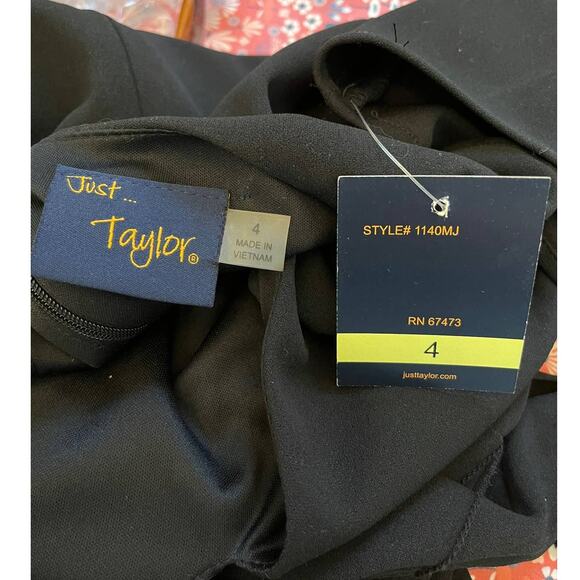 Just ...
Taylor®
4
MADE IN
VIETNAM
STYLE# 1140MJ
RN 67473
4
justtaylor.com